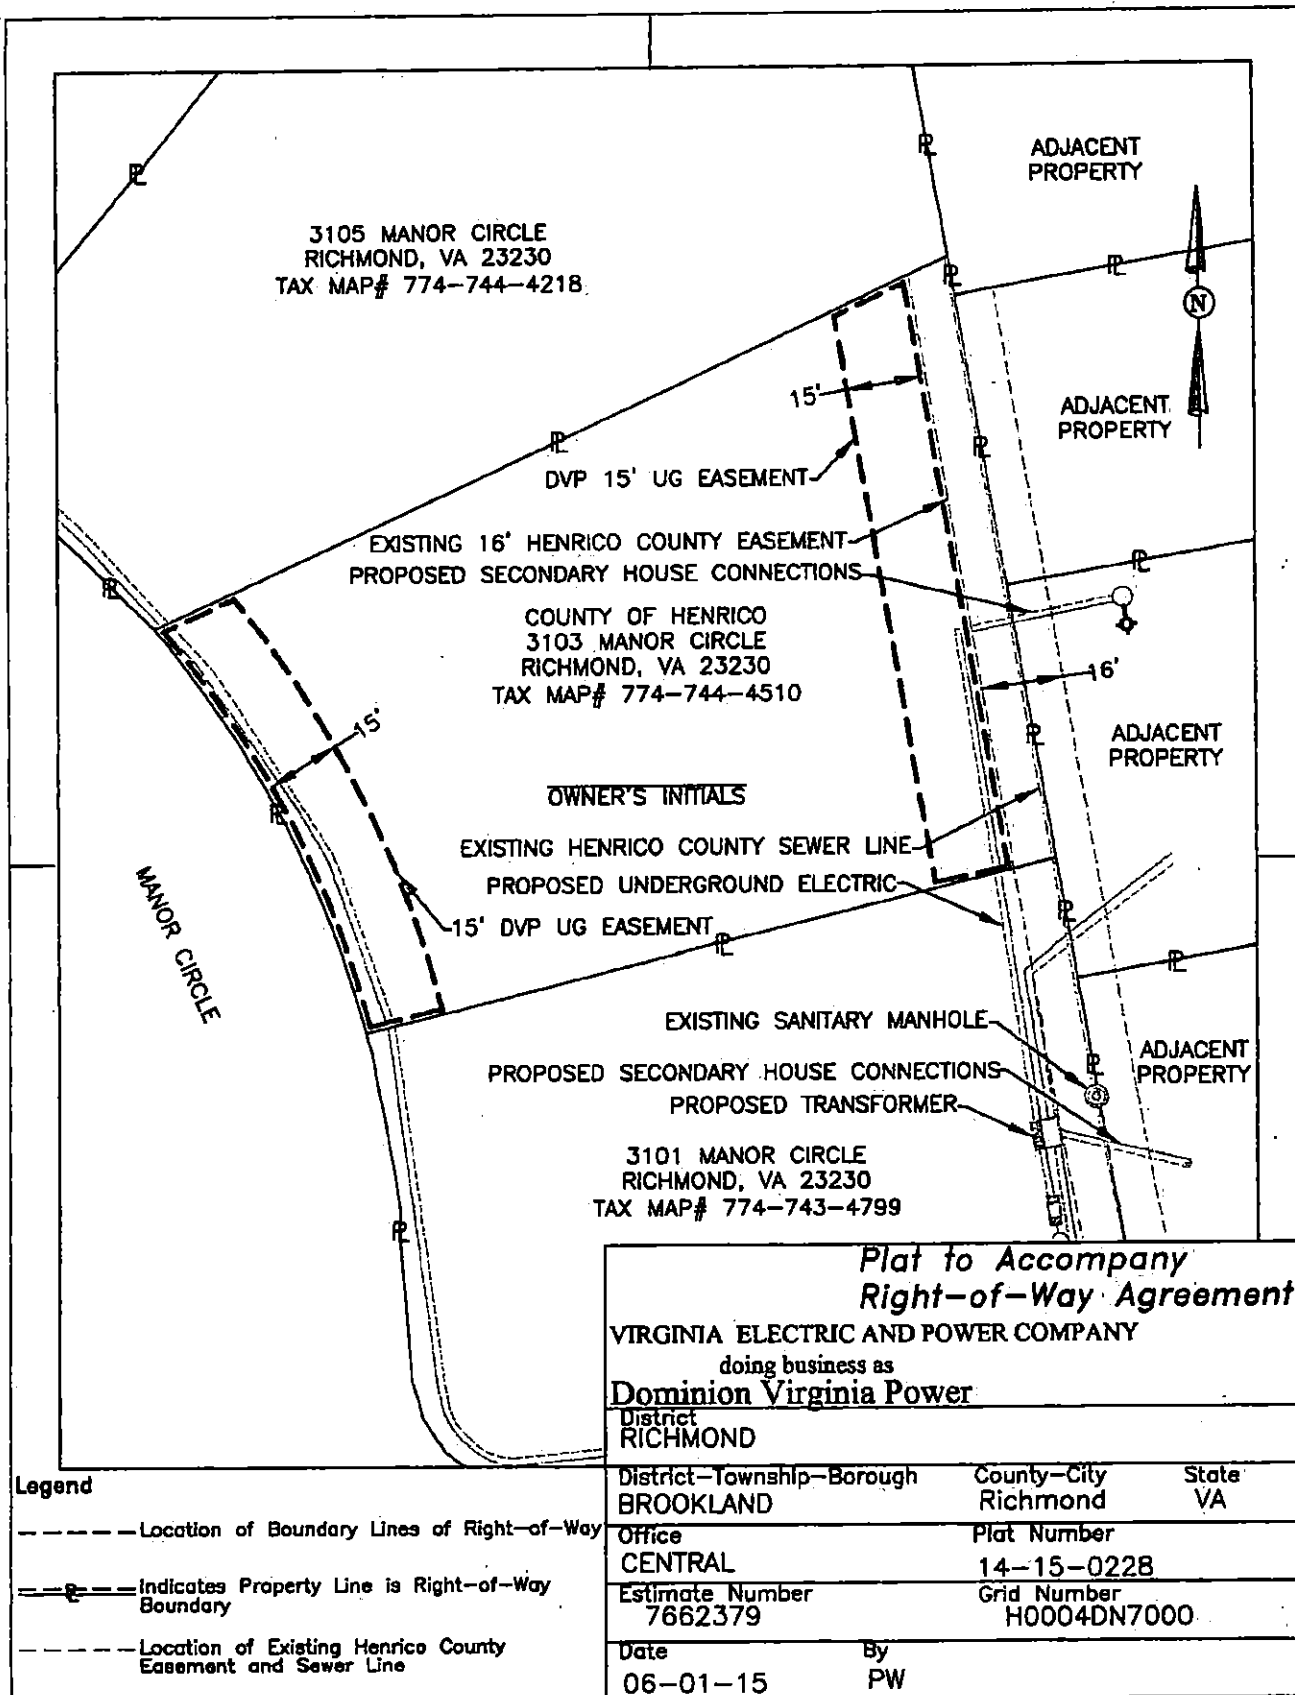 ADJACENT
PROPERTY
3105 MANOR CIRCLE
RICHMOND, VA 23230
TAX MAP# 774-744-4218
N
15'
ADJACENT
PROPERTY
DVP 15' UG EASEMENT
EXISTING 16' HENRICO COUNTY EASEMENT
PROPOSED SECONDARY HOUSE CONNECTIONS
COUNTY OF HENRICO
3103 MANOR CIRCLE
RICHMOND, VA 23230
TAX MAP# 774-744-4510
16'
15'
ADJACENT
PROPERTY
OWNER'S INITIALS
EXISTING HENRICO COUNTY SEWER LINE
PROPOSED UNDERGROUND ELECTRIC
15' DVP UG EASEMENT
MANOR CIRCLE
EXISTING SANITARY MANHOLE
ADJACENT
PROPERTY
PROPOSED SECONDARY HOUSE CONNECTIONS
PROPOSED TRANSFORMER
3101 MANOR CIRCLE
RICHMOND, VA 23230
TAX MAP# 774-743-4799
Plat to Accompany
Right-of-Way Agreement
VIRGINIA ELECTRIC AND POWER COMPANY
doing business as
Dominion Virginia Power
District
RICHMOND
District-Township-Borough County-City State
BROOKLAND Richmond VA
Office Plat Number
CENTRAL 14-15-0228
Estimate Number Grid Number
7662379 H0004DN7000
Date By
06-01-15 PW
Legend
Location of Boundary Lines of Right-of-Way
Indicates Property Line is Right-of-Way
Boundary
Location of Existing Henrico County
Easement and Sewer Line